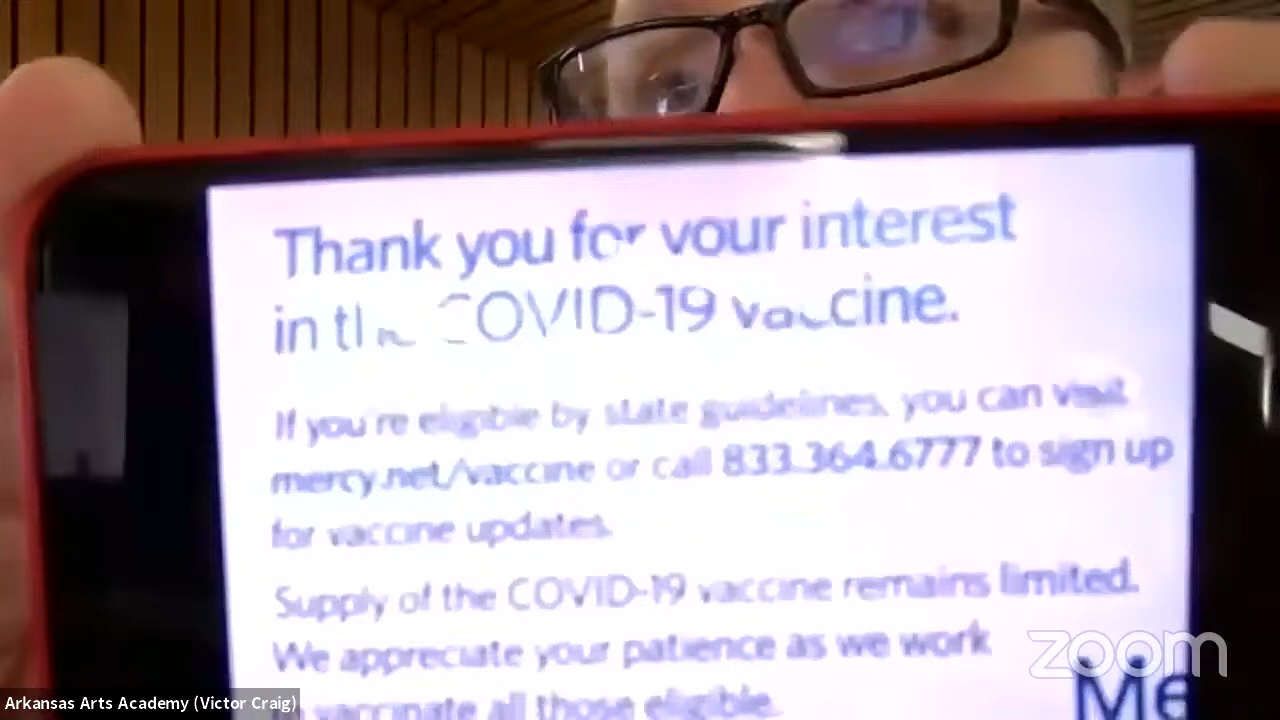 Thank you for your interest
in the COVID-19 vaccine.
If you're eligible by state guidelines, you can visit
mercy.net/vaccine or call 833.364.6777 to sign up
for vaccine updates.
Supply of the COVID-19 vaccine remains limited.
We appreciate your patience as we work
to vaccinate all those eligible.
Me
zoom
Arkansas Arts Academy (Victor Craig)